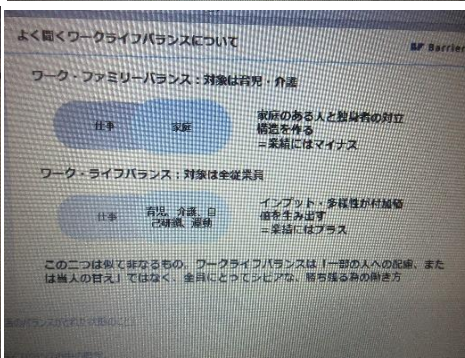 よく聞くワークライフバランスについて
BF Barrier
ワーク・ファミリーバランス：対象は育児・介護
仕事
家庭
家庭のある人と独身者の対立
構造を作る
＝業績にはマイナス
ワーク・ライフバランス：対象は全従業員
仕事
育児、介護、自
己研鑽、趣味
インプット・多様性が付加価
値を生み出す
＝業績にはプラス
この二つは似て非なるもの、ワークライフバランスは「一部の人への配慮、また
は当人の甘え」ではなく、全員にとってシビアな、勝ち残る為の働き方